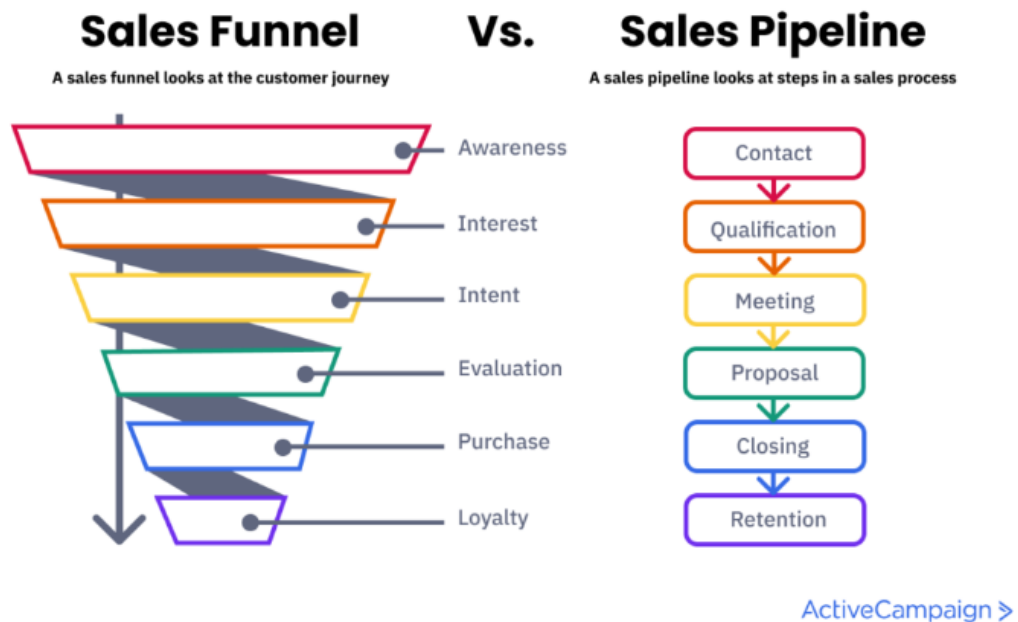 Sales Funnel Vs. Sales Pipeline
A sales funnel looks at the customer journey
A sales pipeline looks at steps in a sales process
Awareness
Interest
Intent
Evaluation
Purchase
Loyalty
Contact
Qualification
Meeting
Proposal
Closing
Retention
ActiveCampaign